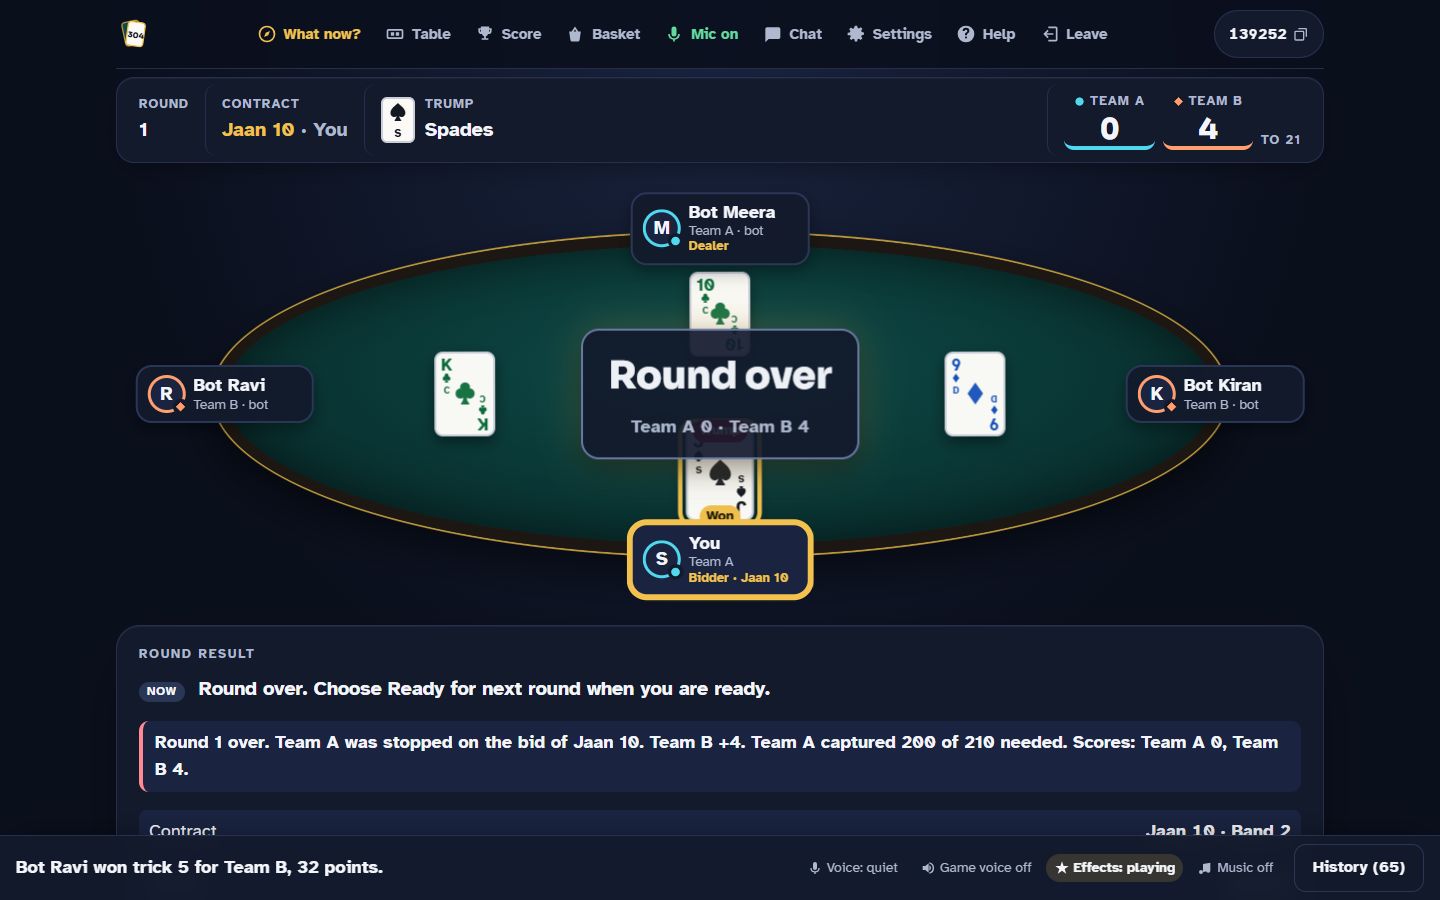 304
What now?
Table
Score
Basket
Mic on
Chat
Settings
Help
Leave
139252
ROUND
1
CONTRACT
Jaan 10 · You
S
TRUMP
Spades
TEAM A
0
TEAM B
4
TO 21
M
Bot Meera
Team A · bot
Dealer
10
C
C
10
R
Bot Ravi
Team B · bot
K
C
C
K
Round over
Team A 0 · Team B 4
9
D
D
9
K
Bot Kiran
Team B · bot
S
S
J
Won
S
You
Team A
Bidder · Jaan 10
ROUND RESULT
NOW
Round over. Choose Ready for next round when you are ready.
Round 1 over. Team A was stopped on the bid of Jaan 10. Team B +4. Team A captured 200 of 210 needed. Scores: Team A 0, Team
B 4.
Contract
Jaan 10 · Band 2
Bot Ravi won trick 5 for Team B, 32 points.
Voice: quiet
Game voice off
Effects: playing
Music off
History (65)